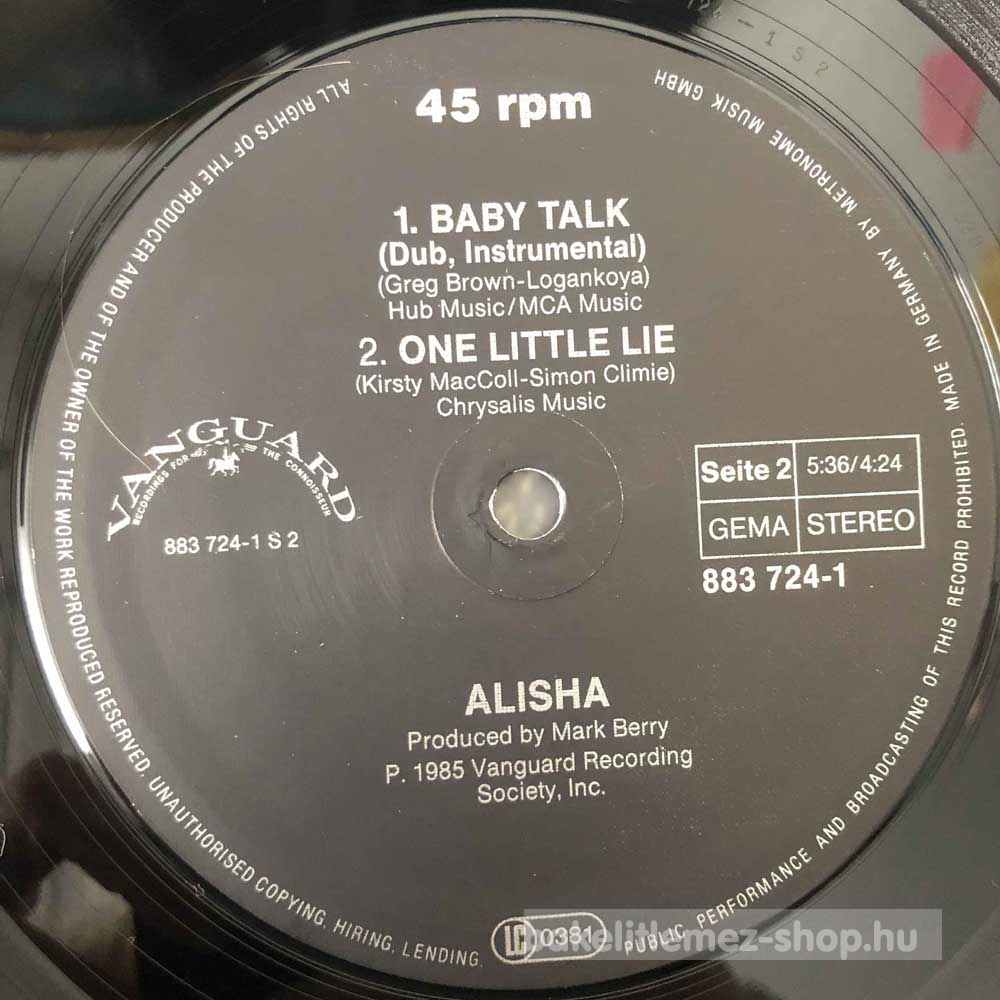 45 rpm
1. BABY TALK
(Dub, Instrumental)
(Greg Brown-Logankoya)
Hub Music/MCA Music
2. ONE LITTLE LIE
(Kirsty MacColl-Simon Climie)
Chrysalis Music
VANGUARD
RECORDINGS FOR THE CONNOISSEUR
883 724-1 S 2
Seite 2 5:36/4:24
GEMA STEREO
883 724-1
ALISHA
Produced by Mark Berry
P. 1985 Vanguard Recording
Society, Inc.
LC 0381
ALL RIGHTS OF THE PRODUCER AND OF THE OWNER OF THE WORK REPRODUCED RESERVED. UNAUTHORISED COPYING, HIRING, LENDING, PUBLIC PERFORMANCE AND BROADCASTING OF THIS RECORD PROHIBITED. MADE IN GERMANY BY METRONOME MUSIK GMBH
bakelitlemez-shop.hu